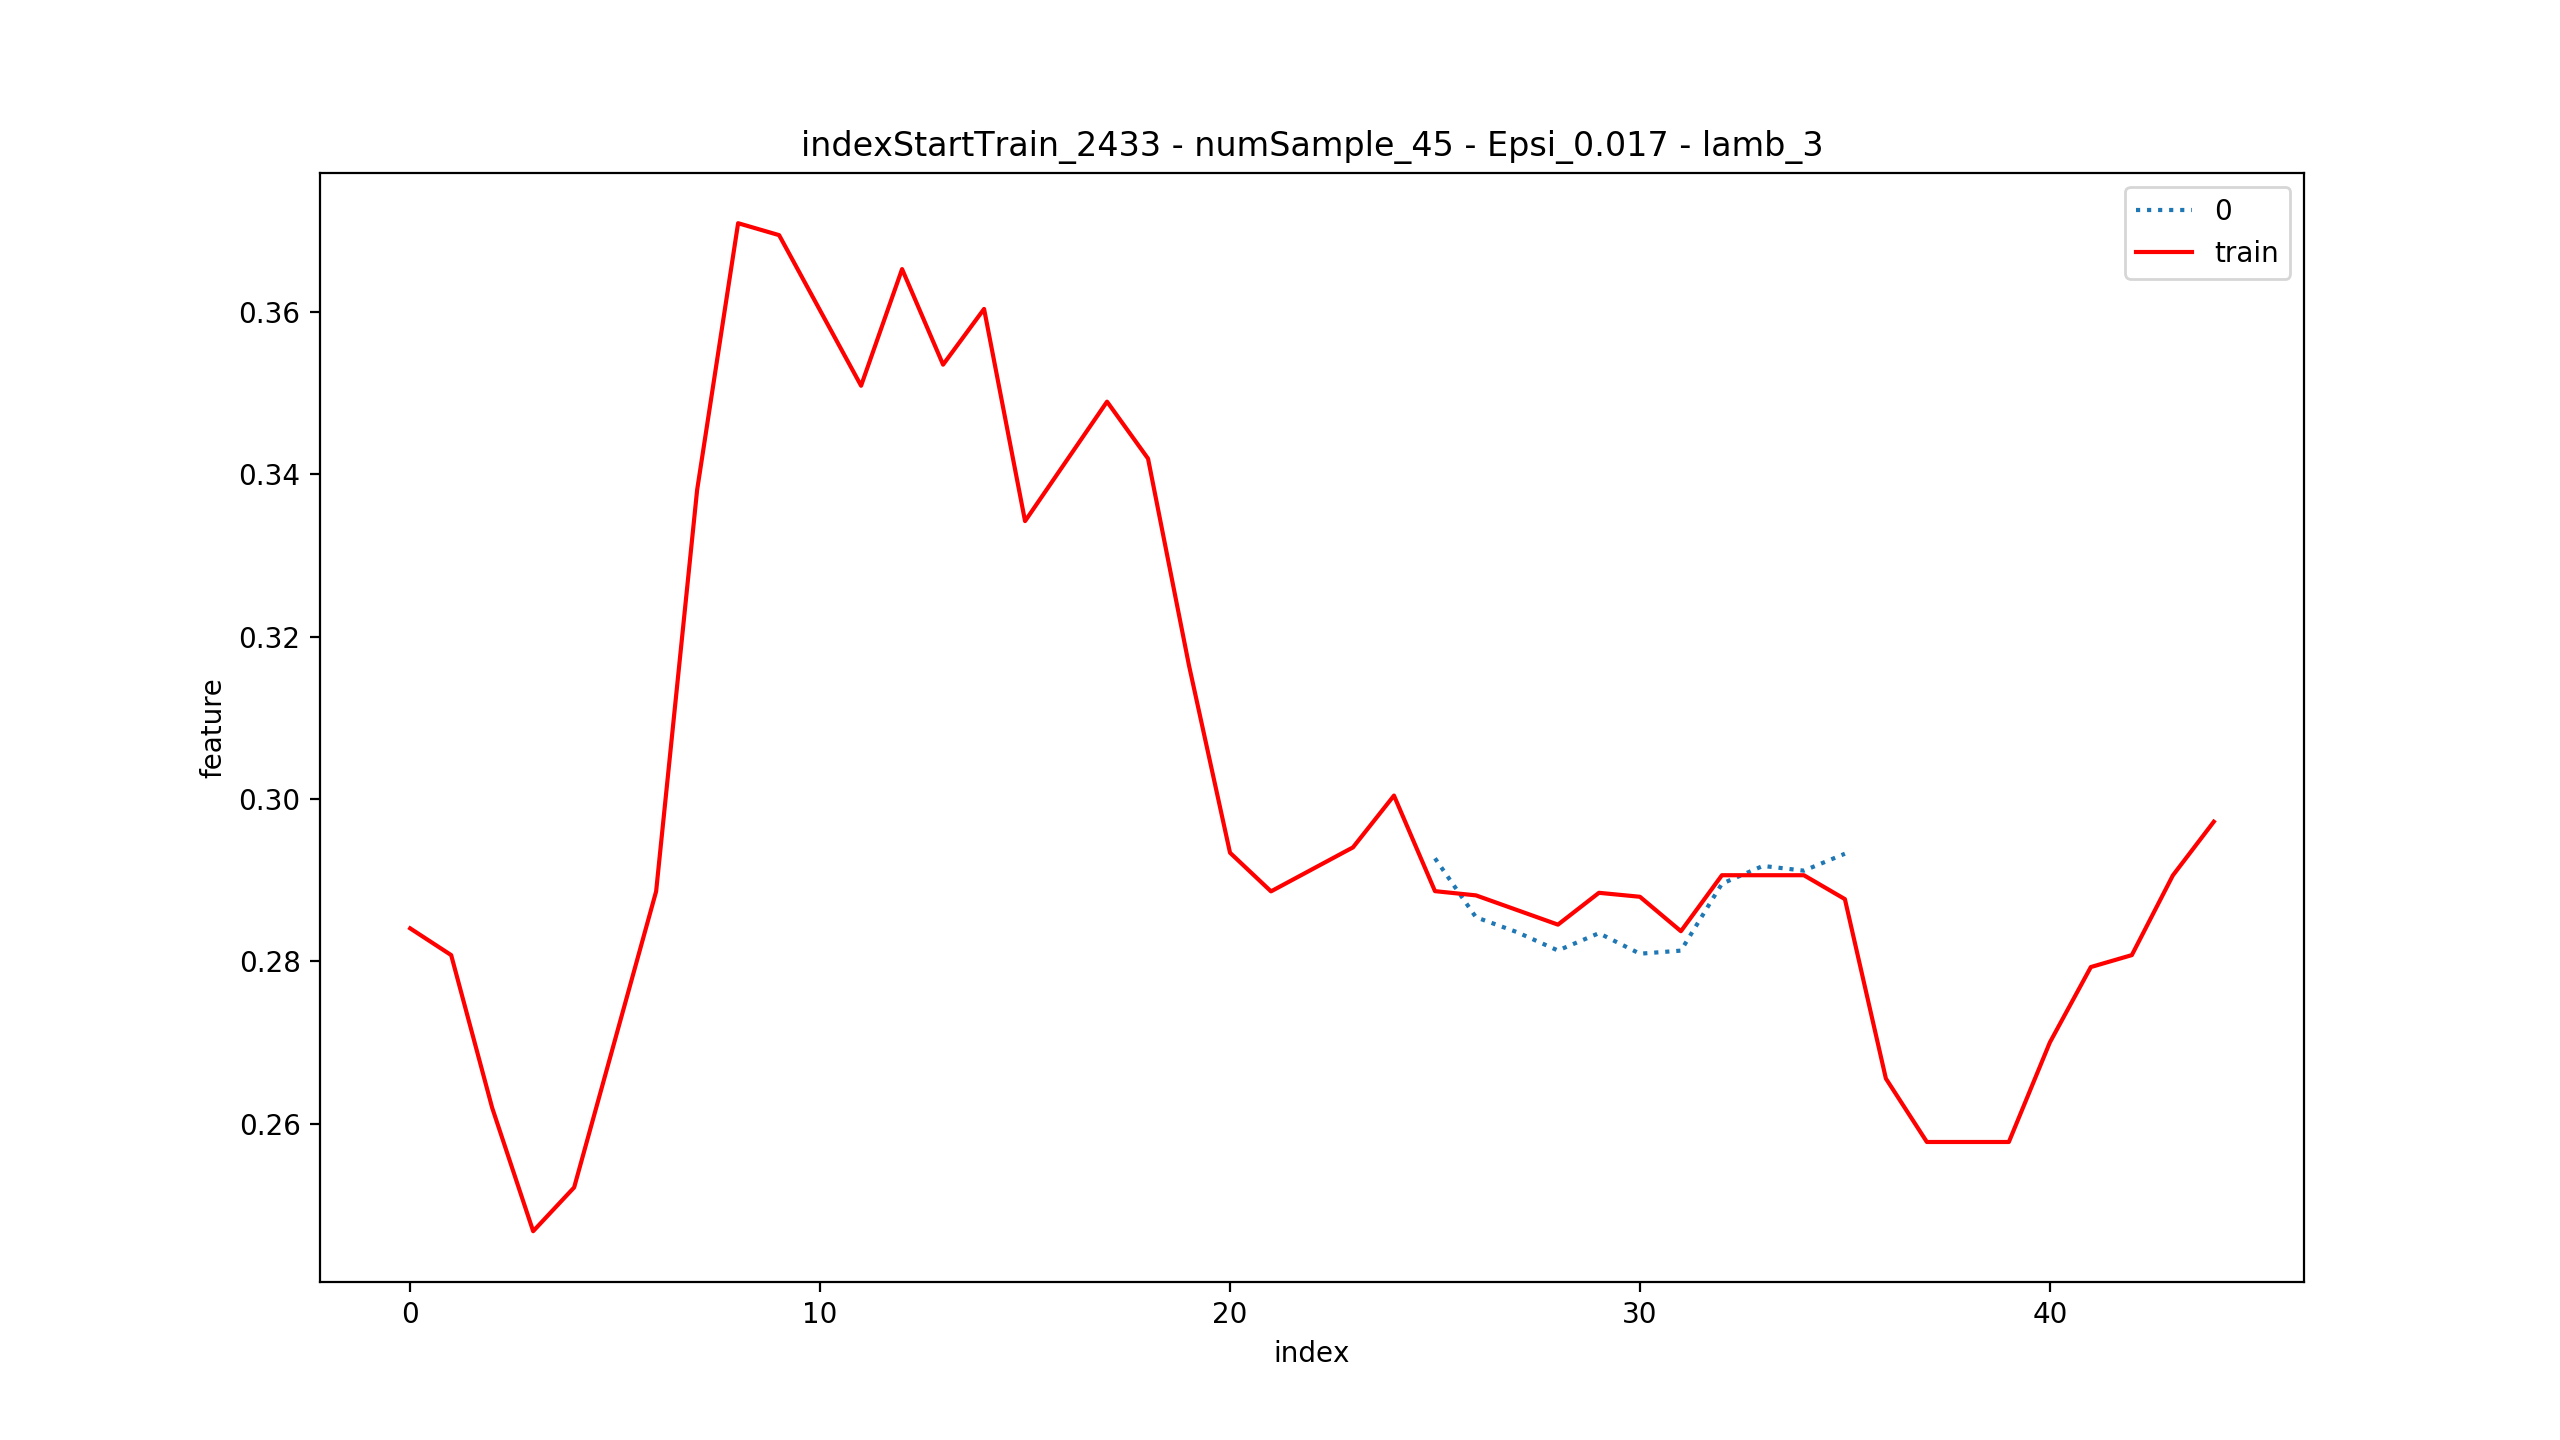 indexStartTrain_2433 - numSample_45 - Epsi_0.017 - lamb_3
0
train
0.36
0.34
0.32
0.30
0.28
0.26
feature
0 10 20 30 40
index